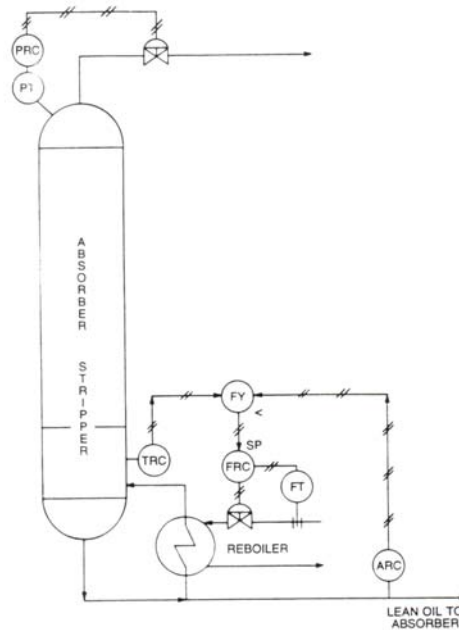 PRC
PT
ABSORBER STRIPPER
FY
<
SP
TRC
FRC
FT
REBOILER
ARC
LEAN OIL TO
ABSORBER